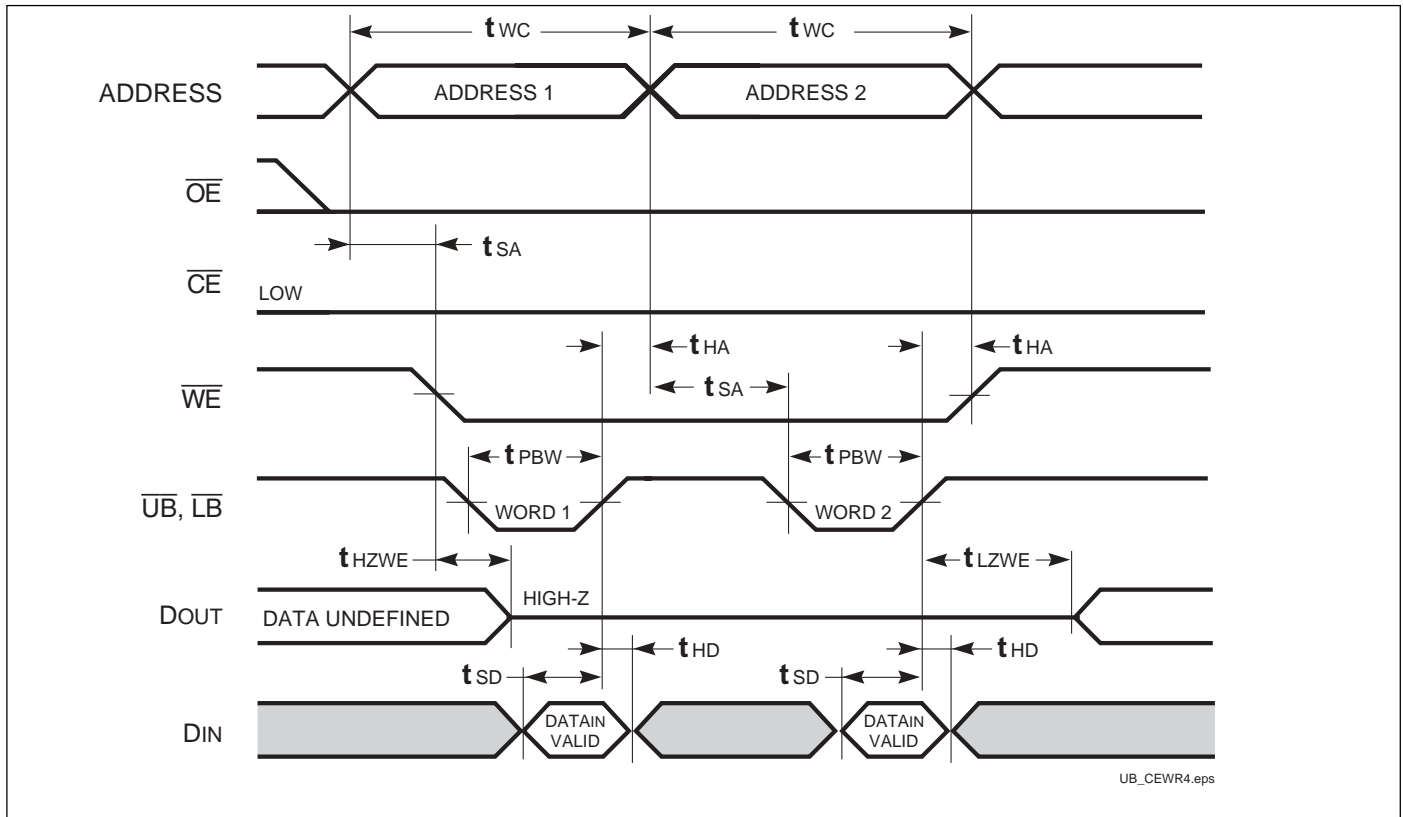 tWC tWC
ADDRESS ADDRESS 1 ADDRESS 2
OE
tSA
CE LOW
tHA tHA
WE tSA
tPBW tPBW
UB, LB WORD 1 WORD 2
tHZWE tLZWE
DOUT DATA UNDEFINED HIGH-Z
tHD tHD
tSD tSD
DIN DATAIN VALID DATAIN VALID
UB_CEWR4.eps